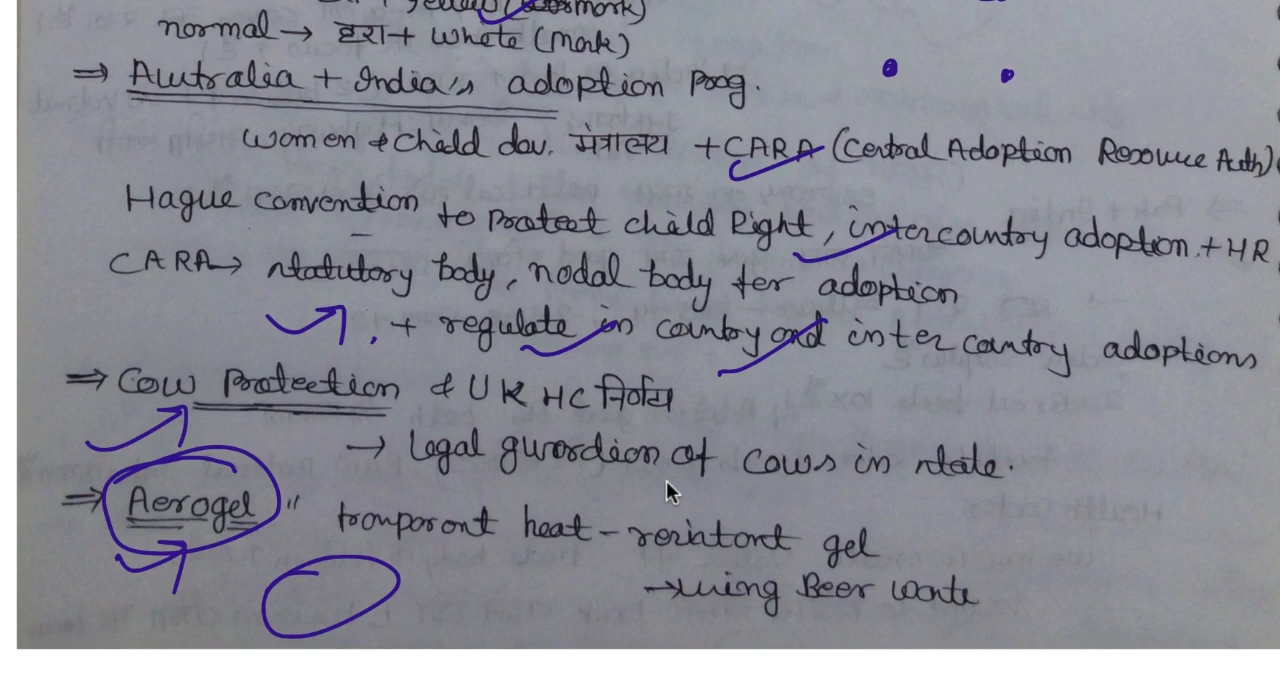 yellow (mark)
normal → हरा + white (Mark)
⇒ Australia + India's adoption Prog.
women & child dev. मंत्रालय + CARA (Central Adoption Resource Auth)
Hague convention to Protect child Right, intercountry adoption. + HR
CARA → statutory body, nodal body for adoption
+ regulate in country and inter country adoptions
⇒ Cow Protection & UK HC निर्णय
→ legal guardian of cows in state.
⇒ Aerogel " transparent heat-resistant gel
→ using Beer waste